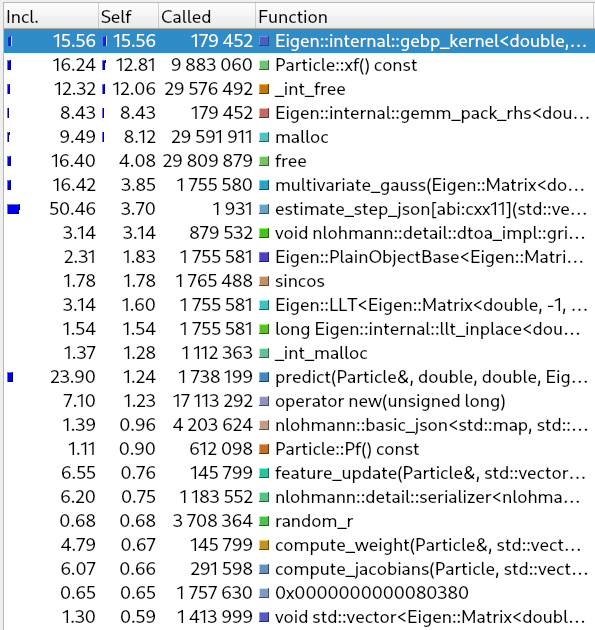 Incl. Self Called Function
15.56 15.56 179 452 Eigen::internal::gebp_kernel<double,...
16.24 12.81 9 883 060 Particle::xf() const
12.32 12.06 29 576 492 _int_free
8.43 8.43 179 452 Eigen::internal::gemm_pack_rhs<dou...
9.49 8.12 29 591 911 malloc
16.40 4.08 29 809 879 free
16.42 3.85 1 755 580 multivariate_gauss(Eigen::Matrix<do...
50.46 3.70 1 931 estimate_step_json[abi:cxx11](std::ve...
3.14 3.14 879 532 void nlohmann::detail::dtoa_impl::gri...
2.31 1.83 1 755 581 Eigen::PlainObjectBase<Eigen::Matri...
1.78 1.78 1 765 488 sincos
3.14 1.60 1 755 581 Eigen::LLT<Eigen::Matrix<double, -1, ...
1.54 1.54 1 755 581 long Eigen::internal::llt_inplace<dou...
1.37 1.28 1 112 363 _int_malloc
23.90 1.24 1 738 199 predict(Particle&, double, double, Eig...
7.10 1.23 17 113 292 operator new(unsigned long)
1.39 0.96 4 203 624 nlohmann::basic_json<std::map, std::...
1.11 0.90 612 098 Particle::Pf() const
6.55 0.76 145 799 feature_update(Particle&, std::vector...
6.20 0.75 1 183 552 nlohmann::detail::serializer<nlohma...
0.68 0.68 3 708 364 random_r
4.79 0.67 145 799 compute_weight(Particle&, std::vect...
6.07 0.66 291 598 compute_jacobians(Particle, std::vect...
0.65 0.65 1 757 630 0x0000000000080380
1.30 0.59 1 413 999 void std::vector<Eigen::Matrix<doubl...